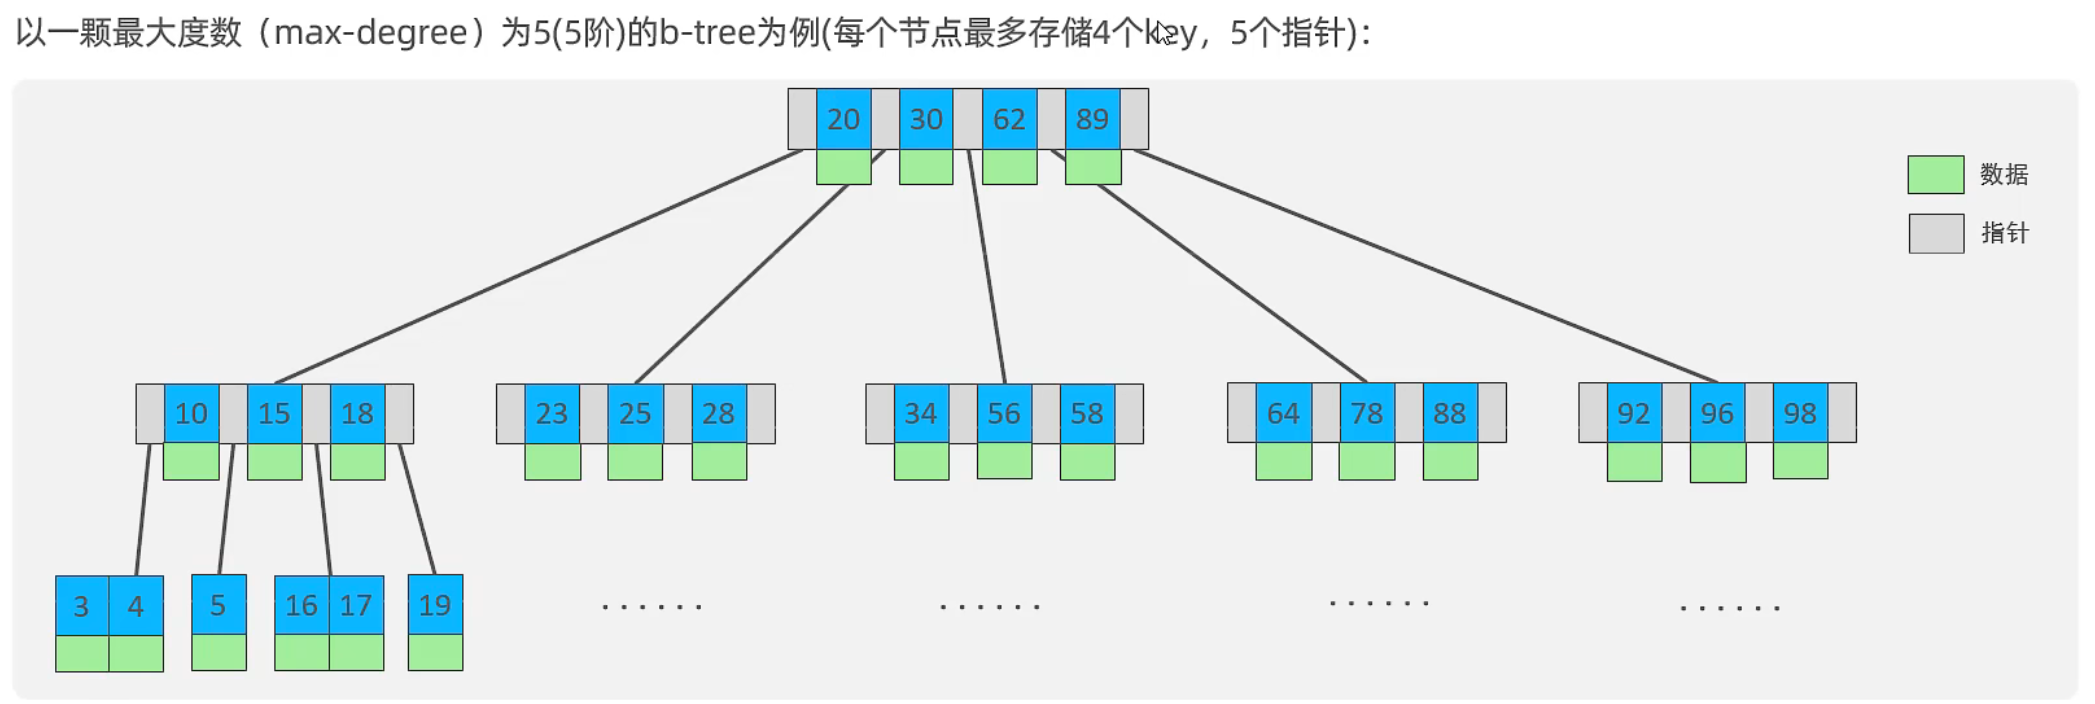 以一颗最大度数（max-degree）为5(5阶)的b-tree为例(每个节点最多存储4个key，5个指针)：
20 30 62 89
数据
指针
10 15 18 23 25 28 34 56 58 64 78 88 92 96 98
3 4 5 16 17 19 ...... ...... ...... ......